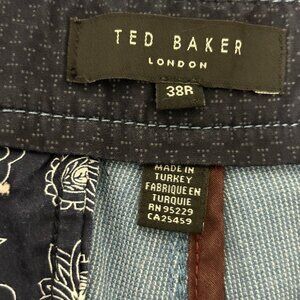 TED BAKER
LONDON
38R
MADE IN
TURKEY
FABRIQUE EN
TURQUIE
RN 95229
CA25459